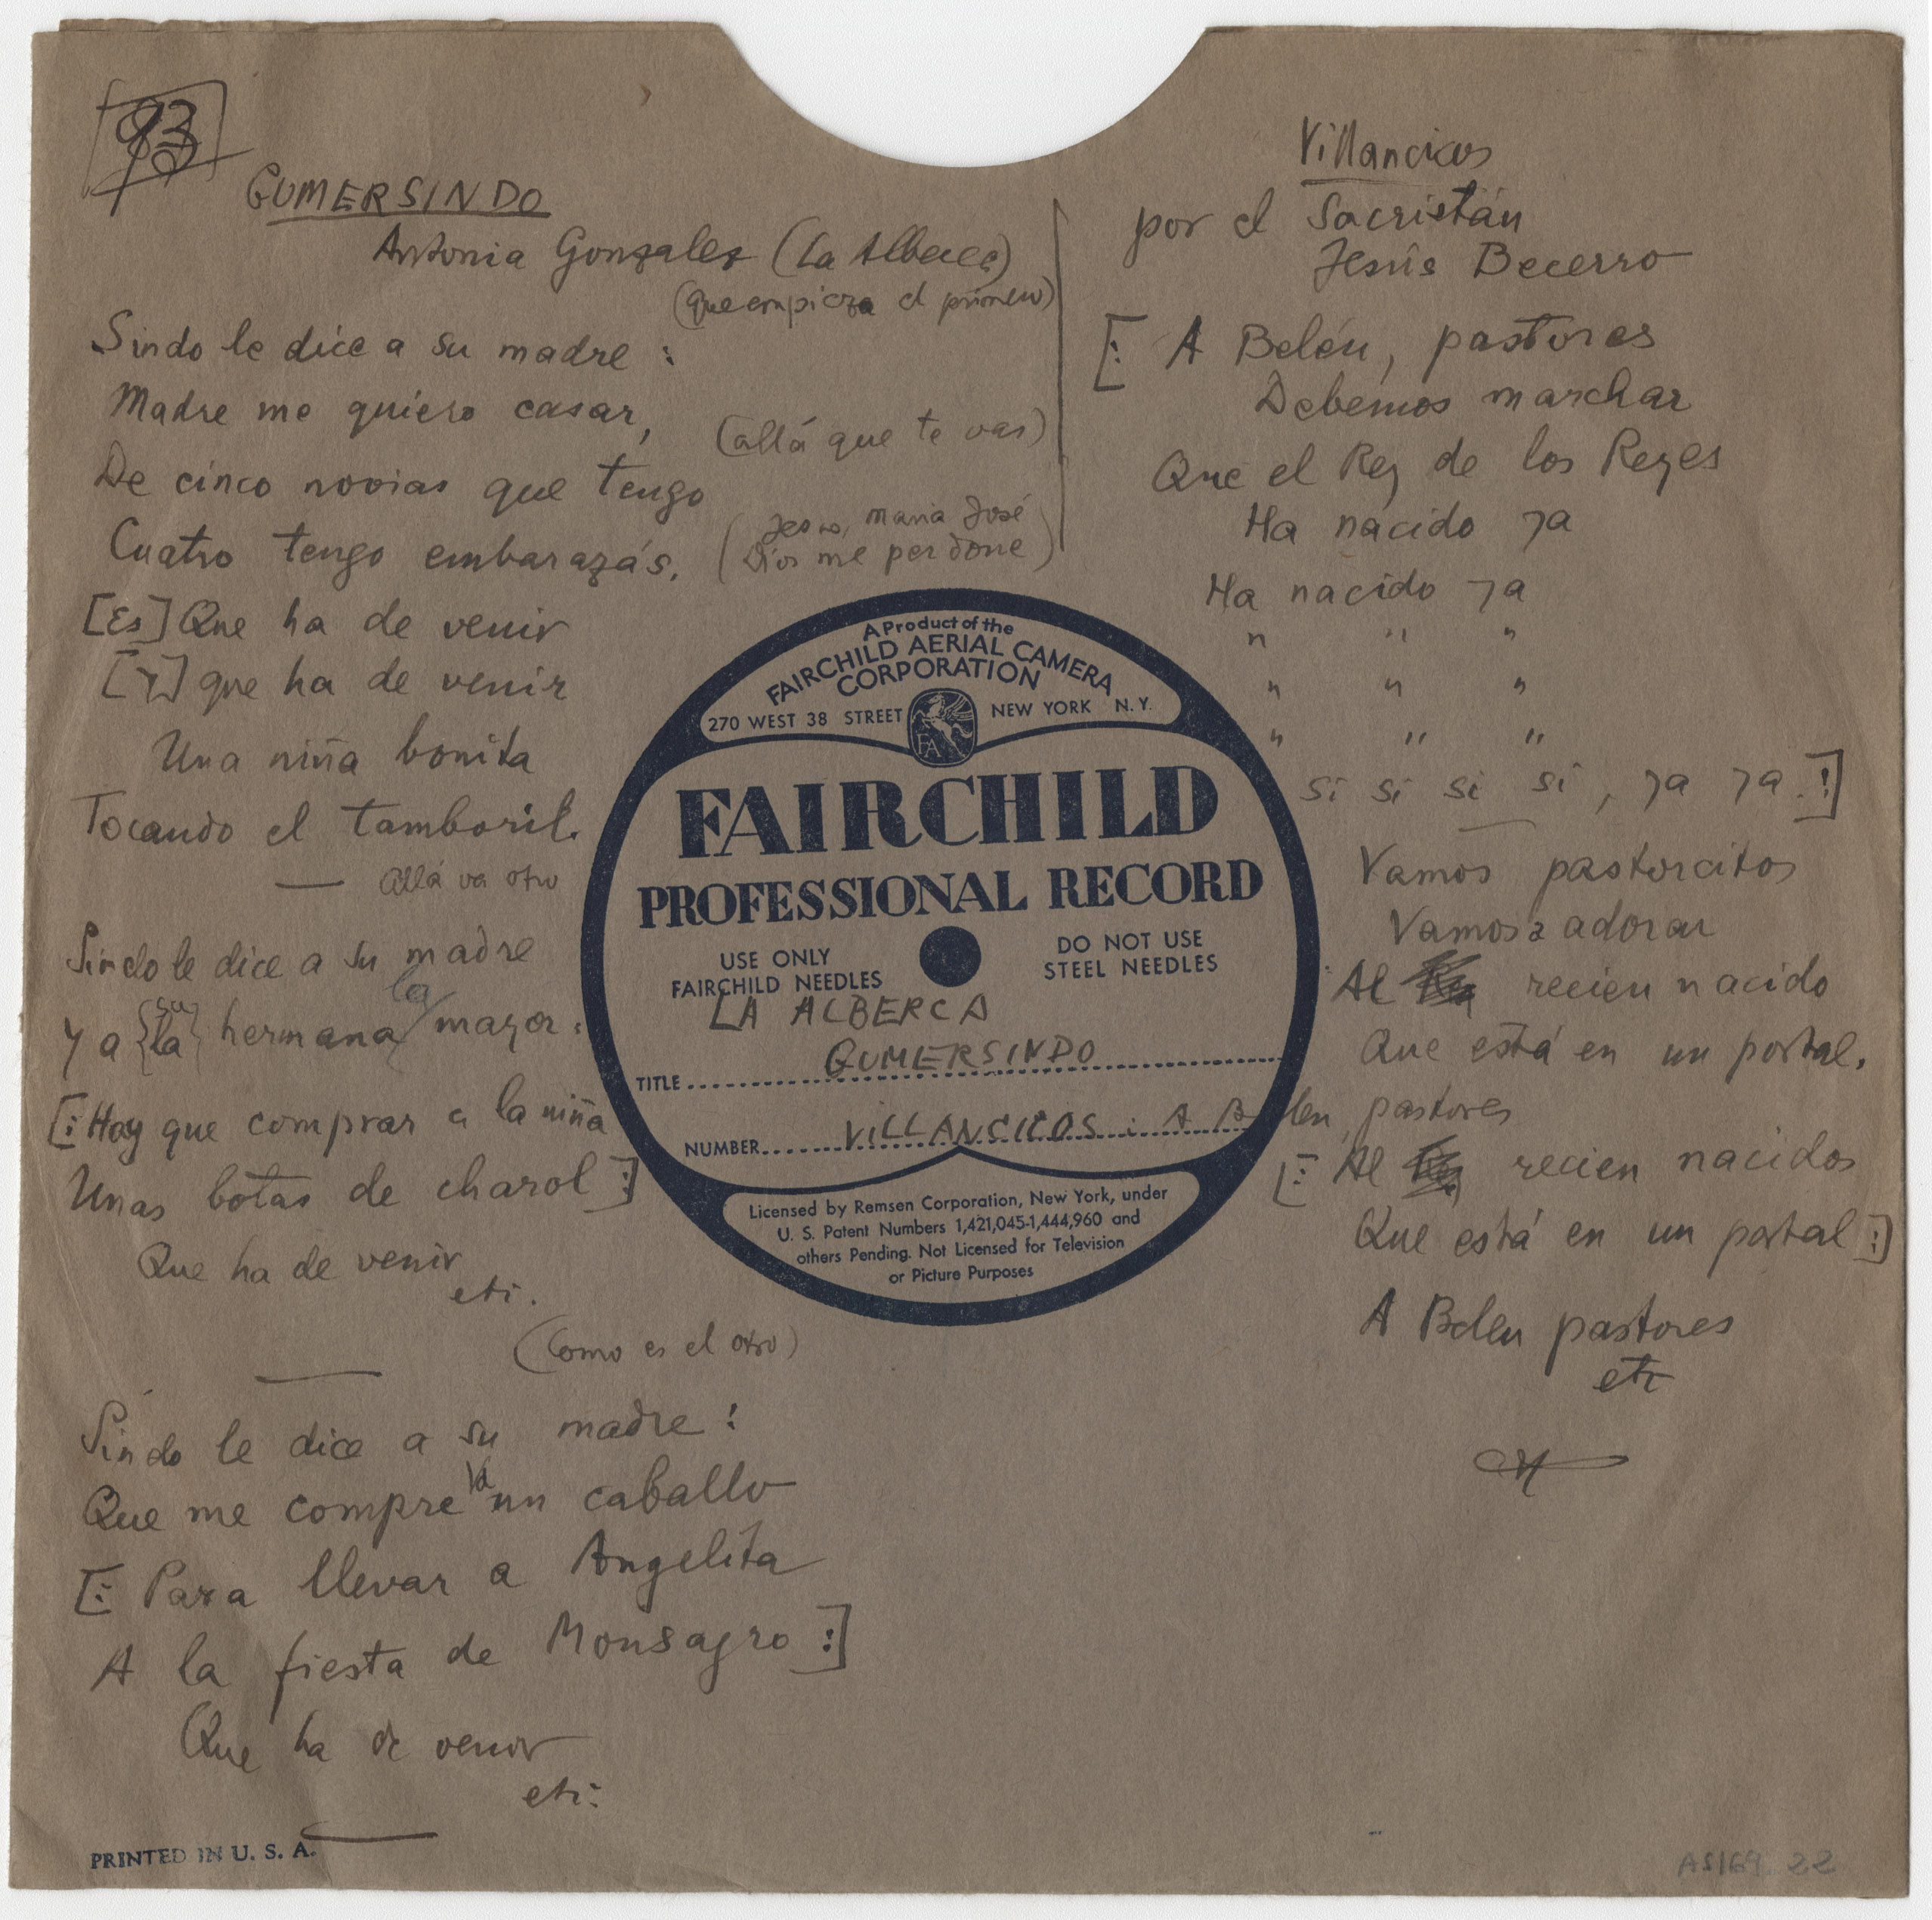 93
GUMERSINDO
Antonia Gonzalez (La Alberca)
(que empieza el primero)
Sindo le dice a su madre :
Madre me quiero casar,
(allá que te vas)
De cinco novias que tengo
(Jesus, maria José
Cuatro tengo embarazás.
Dios me perdone)
[Es] Que ha de venir
[Y] que ha de venir
Una niña bonita
Tocando el tamboril.
— Allá va otro
Sindo le dice a su madre
Y a {la} {su} hermana la mayor :
[: Hay que comprar a la niña
Unas botas de charol :]
Que ha de venir
etc.
(Como es el otro)
Sindo le dice a su madre :
Que me compre Vd un caballo
[: Para llevar a Angelita
A la fiesta de Monsagro :]
Que ha de venir
etc.
PRINTED IN U. S. A.
Villancicos
por el Sacristán
Jesús Becerro
[: A Belén, pastores
Debemos marchar
Que el Rey de los Reyes
Ha nacido ya
Ha nacido ya
" " "
" " "
" " "
si si si si, ya ya. :]
Vamos pastorcitos
Vamos a adorar
Al recien nacido
Que está en un portal.
[: Al recien nacidos
Que está en un portal :]
A Belen pastores
etc
A Product of the
FAIRCHILD AERIAL CAMERA
CORPORATION
270 WEST 38 STREET NEW YORK N.Y.
FA
FAIRCHILD
PROFESSIONAL RECORD
USE ONLY
FAIRCHILD NEEDLES
DO NOT USE
STEEL NEEDLES
LA ALBERCA
TITLE GUMERSINDO
NUMBER VILLANCICOS : A Belen, pastores
Licensed by Remsen Corporation, New York, under
U. S. Patent Numbers 1,421,045-1,444,960 and
others Pending. Not Licensed for Television
or Picture Purposes
AS164. 22